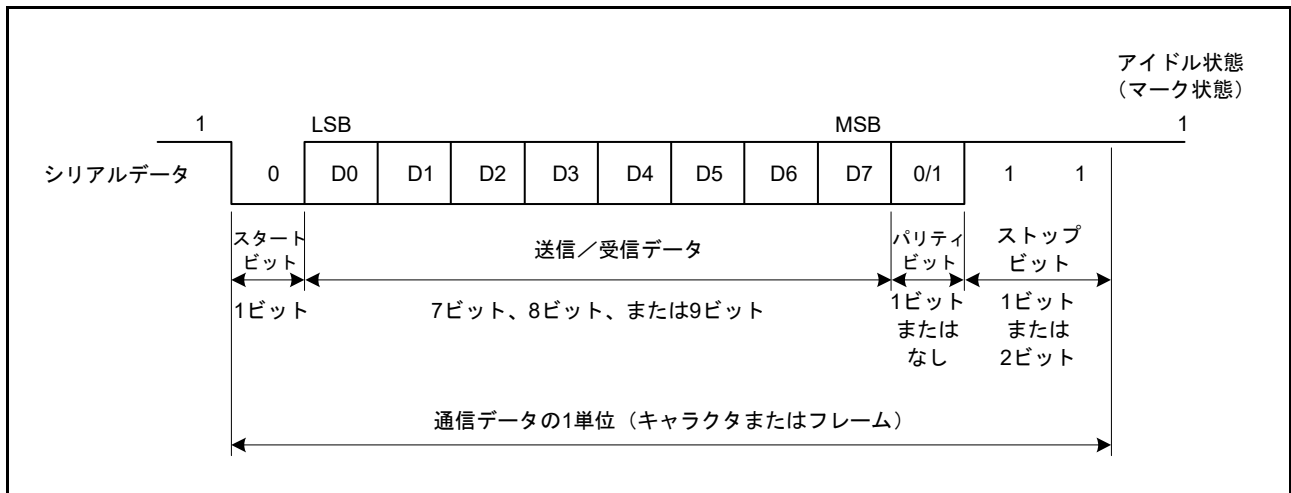 アイドル状態
（マーク状態）
1 LSB MSB 1
シリアルデータ 0 D0 D1 D2 D3 D4 D5 D6 D7 0/1 1 1
スタート
ビット
送信／受信データ
パリティ
ビット
ストップ
ビット
1ビット
7ビット、8ビット、または9ビット
1ビット
または
なし
1ビット
または
2ビット
通信データの1単位（キャラクタまたはフレーム）